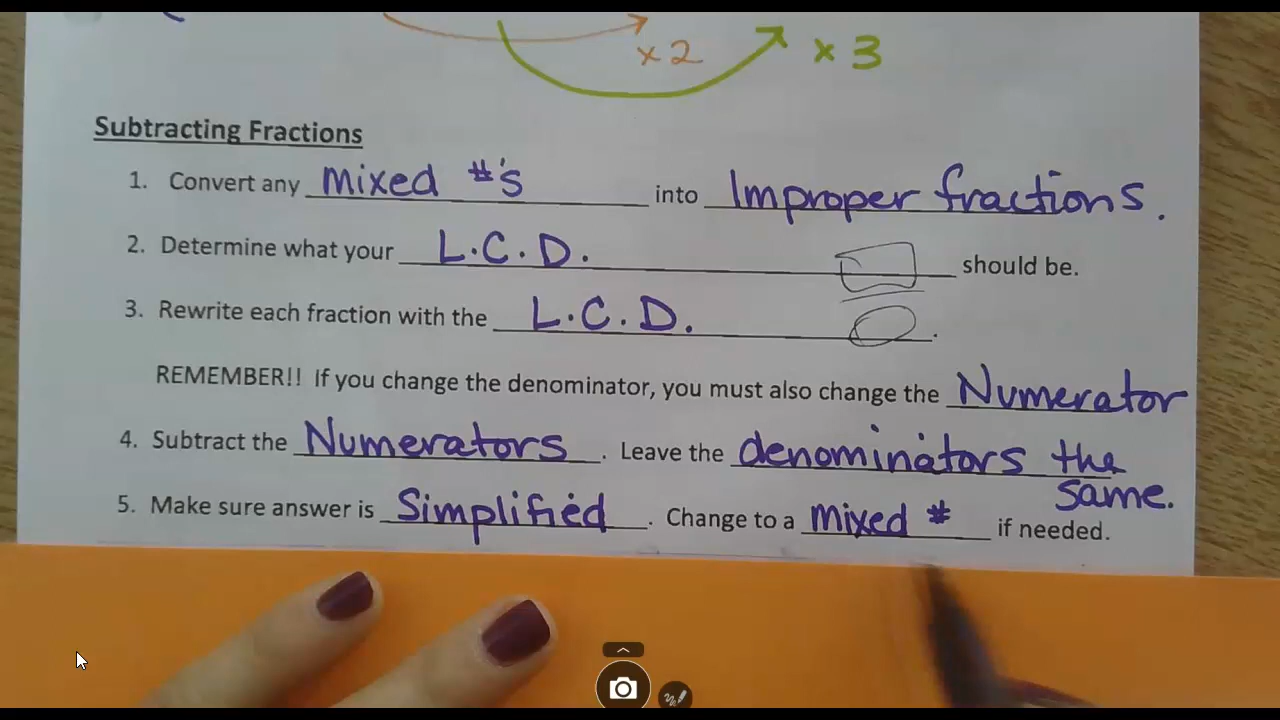 x 2 x 3
Subtracting Fractions
1. Convert any mixed #'s into Improper fractions.
2. Determine what your L.C.D. should be.
3. Rewrite each fraction with the L.C.D..
REMEMBER!! If you change the denominator, you must also change the Numerator
4. Subtract the Numerators. Leave the denominators the
same.
5. Make sure answer is Simplified. Change to a mixed # if needed.